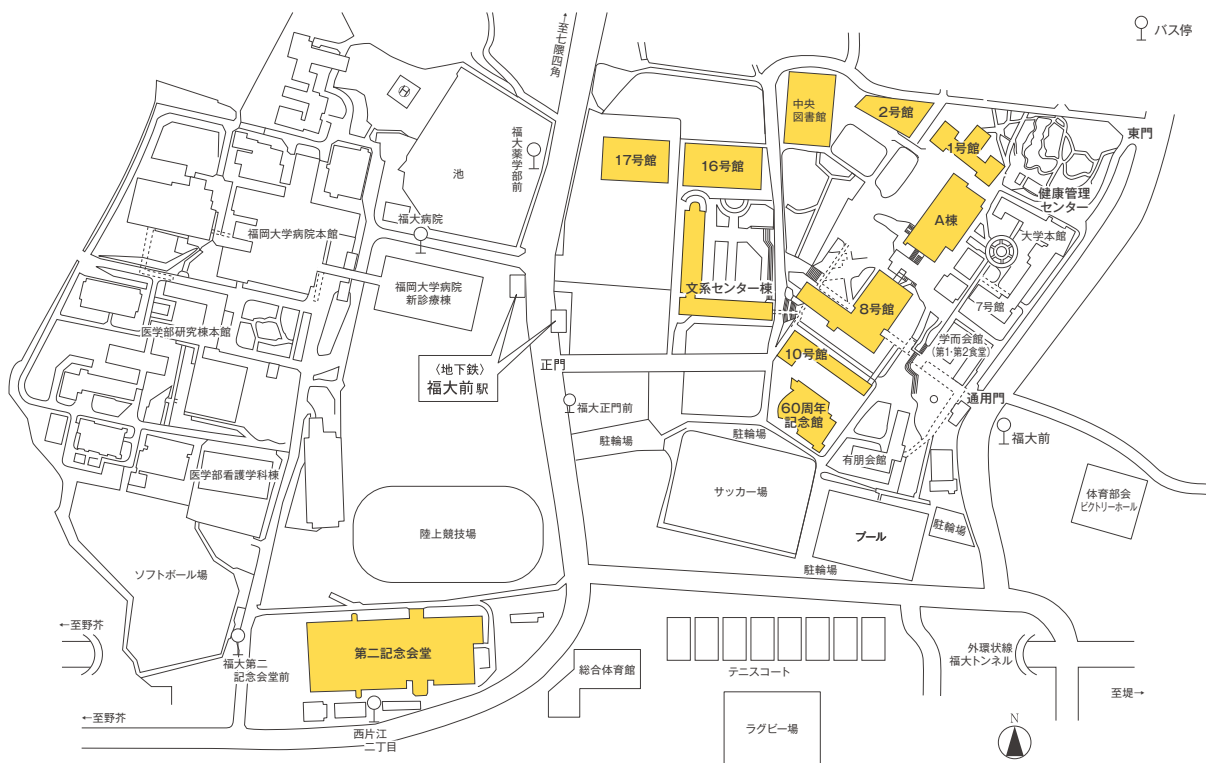 バス停
←至七隈四角
中央
図書館
2号館
1号館
東門
17号館
16号館
福大薬学部前
池
H
健康管理
センター
A棟
大学本館
福大病院
福岡大学病院本館
福岡大学病院
新診療棟
文系センター棟
8号館
7号館
医学部研究棟本館
学而会館
(第1・第2食堂)
〈地下鉄〉
福大前駅
正門
10号館
60周年
記念館
通用門
福大正門前
駐輪場
駐輪場
福大前
有朋会館
医学部看護学科棟
サッカー場
体育部会
ビクトリーホール
陸上競技場
プール
駐輪場
駐輪場
ソフトボール場
←至野芥
第二記念会堂
福大第二
記念会堂前
総合体育館
テニスコート
外環状線
福大トンネル
至堤→
←至野芥
西片江
二丁目
ラグビー場
N